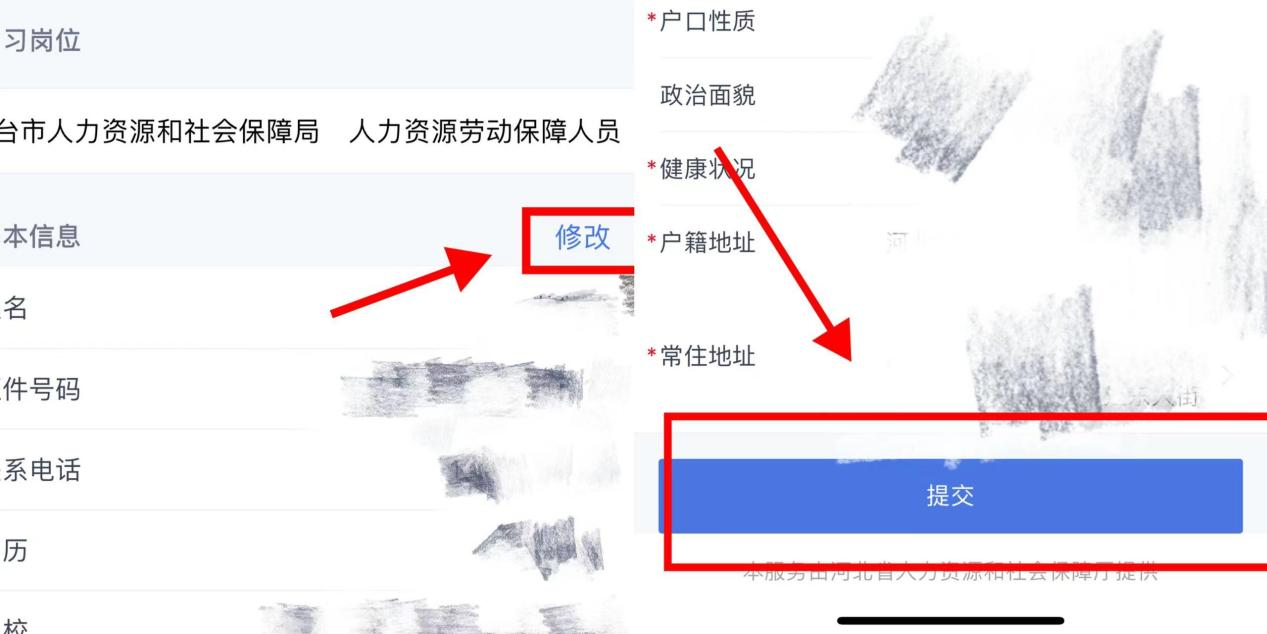 习岗位
台市人力资源和社会保障局 人力资源劳动保障人员
本信息
修改
名
件号码
系电话
历
校
*户口性质
政治面貌
*健康状况
*户籍地址
河
*常住地址
大街
提交
本服务由河北省人力资源和社会保障厅提供